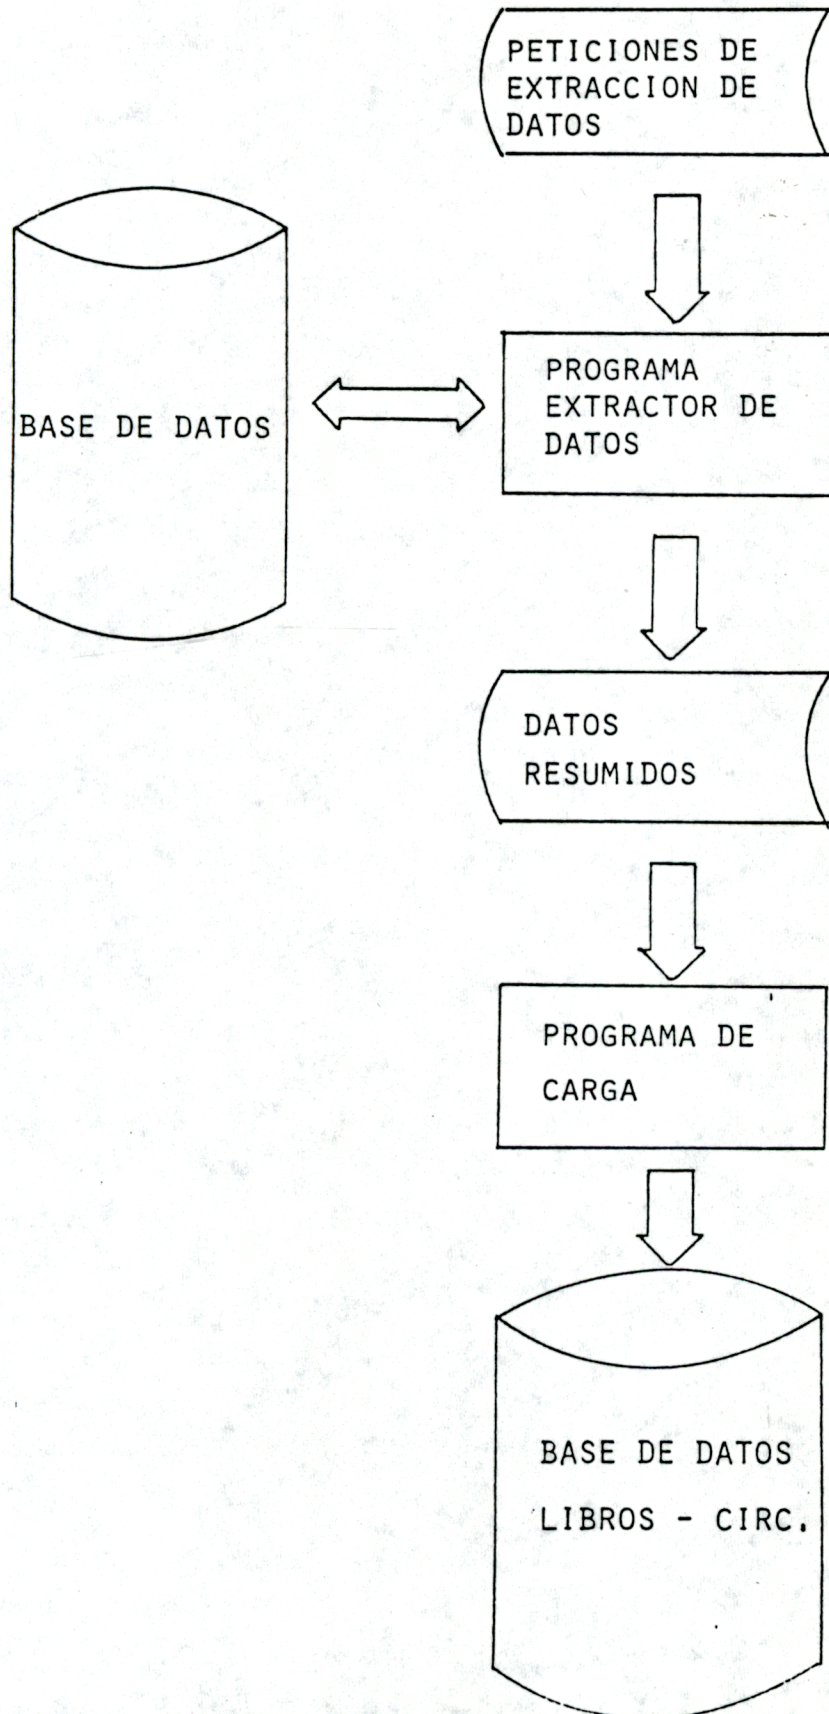 PETICIONES DE
EXTRACCION DE
DATOS
BASE DE DATOS
PROGRAMA
EXTRACTOR DE
DATOS
DATOS
RESUMIDOS
PROGRAMA DE
CARGA
BASE DE DATOS
LIBROS - CIRC.